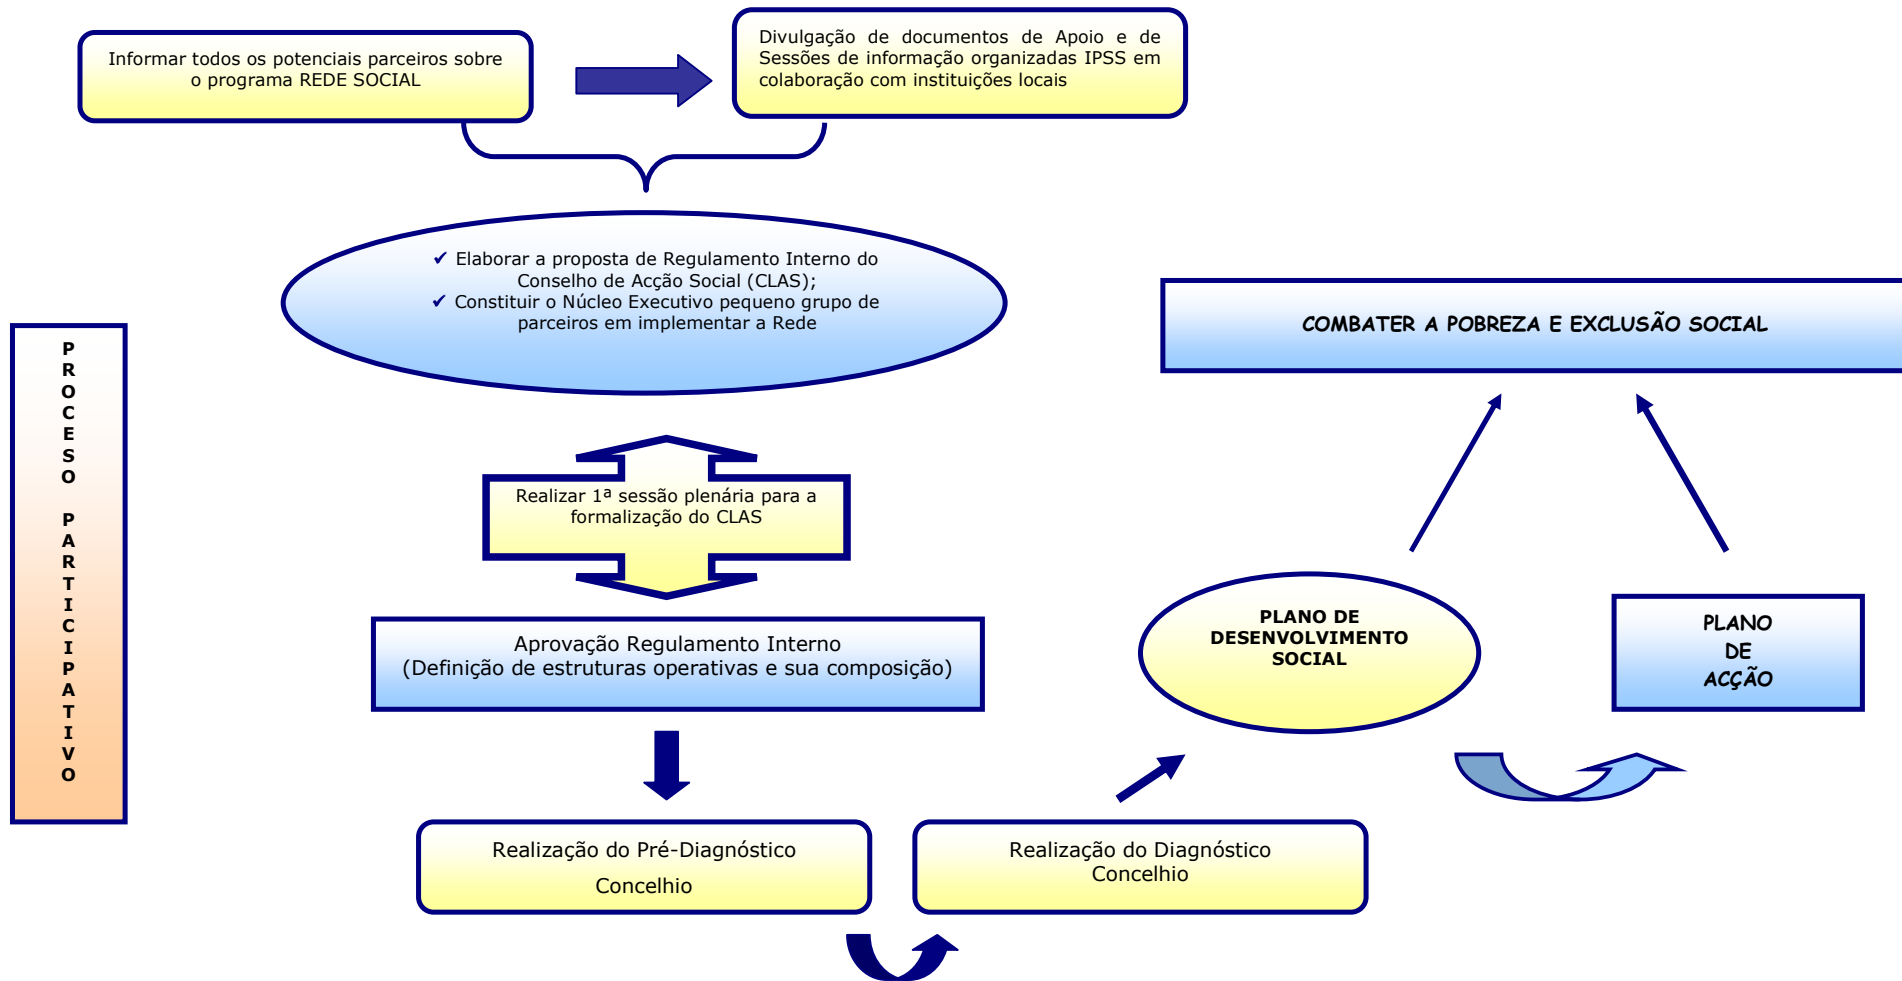 Informar todos os potenciais parceiros sobre
o programa REDE SOCIAL
Divulgação de documentos de Apoio e de
Sessões de informação organizadas IPSS em
colaboração com instituições locais
✔ Elaborar a proposta de Regulamento Interno do
Conselho de Acção Social (CLAS);
✔ Constituir o Núcleo Executivo pequeno grupo de
parceiros em implementar a Rede
COMBATER A POBREZA E EXCLUSÃO SOCIAL
P
R
O
C
E
S
O
P
A
R
T
I
C
I
P
A
T
I
V
O
Realizar 1ª sessão plenária para a
formalização do CLAS
Aprovação Regulamento Interno
(Definição de estruturas operativas e sua composição)
PLANO DE
DESENVOLVIMENTO
SOCIAL
PLANO
DE
ACÇÃO
Realização do Pré-Diagnóstico
Concelhio
Realização do Diagnóstico
Concelhio